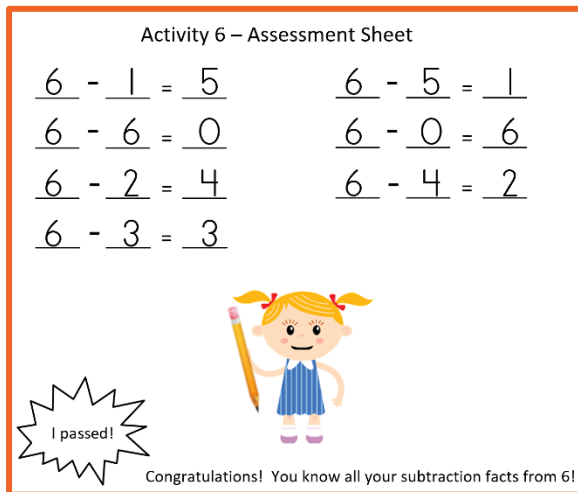 Activity 6 – Assessment Sheet
6 - 1 = 5
6 - 6 = 0
6 - 2 = 4
6 - 3 = 3
6 - 5 = 1
6 - 0 = 6
6 - 4 = 2
I passed!
Congratulations! You know all your subtraction facts from 6!